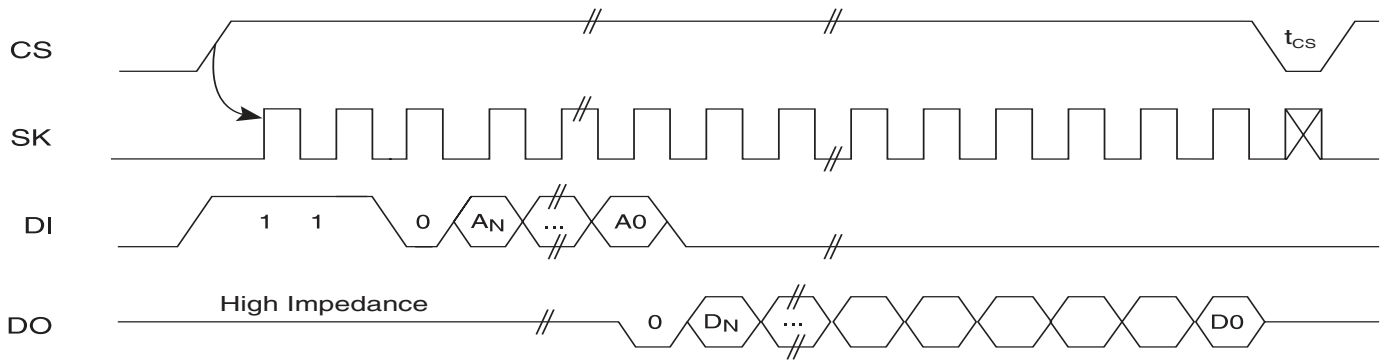 CS tCS
SK
DI 1 1 0 AN ... A0
High Impedance
DO 0 DN ... D0